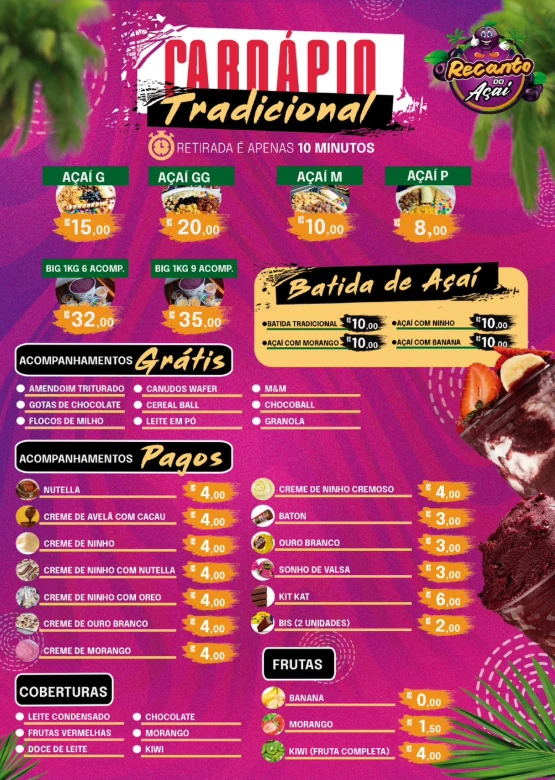 CARDÁPIO
Tradicional
Recanto
DO
Açaí
RETIRADA É APENAS 10 MINUTOS
AÇAÍ G
R$ 15,00
AÇAÍ GG
R$ 20,00
AÇAÍ M
R$ 10,00
AÇAÍ P
R$ 8,00
BIG 1KG 6 ACOMP.
R$ 32,00
BIG 1KG 9 ACOMP.
R$ 35,00
Batida de Açaí
BATIDA TRADICIONAL R$ 10,00
AÇAÍ COM NINHO R$ 10,00
AÇAÍ COM MORANGO R$ 10,00
AÇAÍ COM BANANA R$ 10,00
ACOMPANHAMENTOS Grátis
AMENDOIM TRITURADO
GOTAS DE CHOCOLATE
FLOCOS DE MILHO
CANUDOS WAFER
CEREAL BALL
LEITE EM PÓ
M&M
CHOCOBALL
GRANOLA
ACOMPANHAMENTOS Pagos
NUTELLA R$ 4,00
CREME DE AVELÃ COM CACAU R$ 4,00
CREME DE NINHO R$ 4,00
CREME DE NINHO COM NUTELLA R$ 4,00
CREME DE NINHO COM OREO R$ 4,00
CREME DE OURO BRANCO R$ 4,00
CREME DE MORANGO R$ 4,00
CREME DE NINHO CREMOSO R$ 4,00
BATON R$ 3,00
OURO BRANCO R$ 3,00
SONHO DE VALSA R$ 3,00
KIT KAT R$ 6,00
BIS (2 UNIDADES) R$ 2,00
COBERTURAS
LEITE CONDENSADO
FRUTAS VERMELHAS
DOCE DE LEITE
CHOCOLATE
MORANGO
KIWI
FRUTAS
BANANA R$ 0,00
MORANGO R$ 1,50
KIWI (FRUTA COMPLETA) R$ 4,00